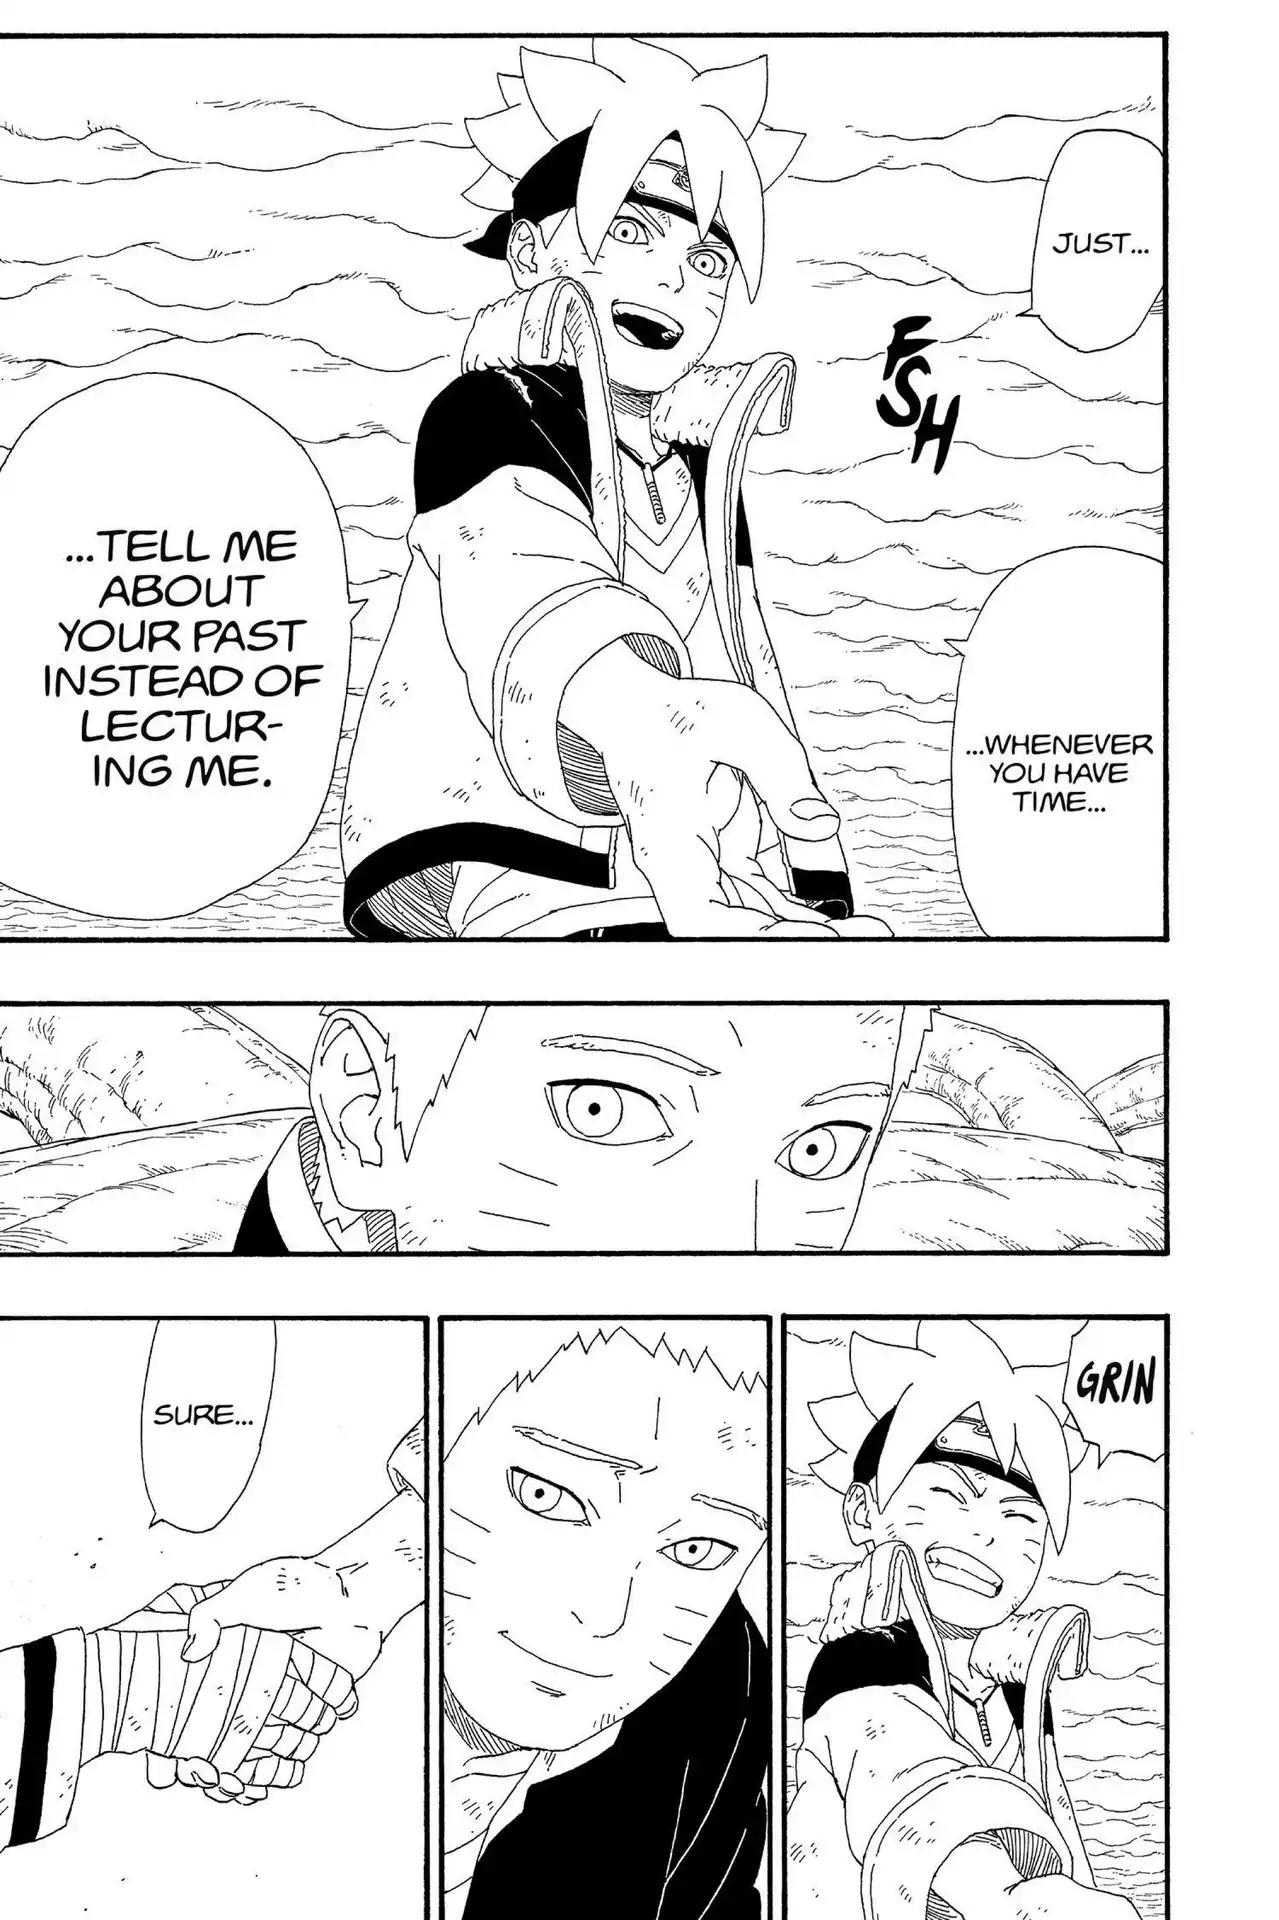 JUST...
FSH
...WHENEVER
YOU HAVE
TIME...
...TELL ME
ABOUT
YOUR PAST
INSTEAD OF
LECTUR-
ING ME.
GRIN
SURE...